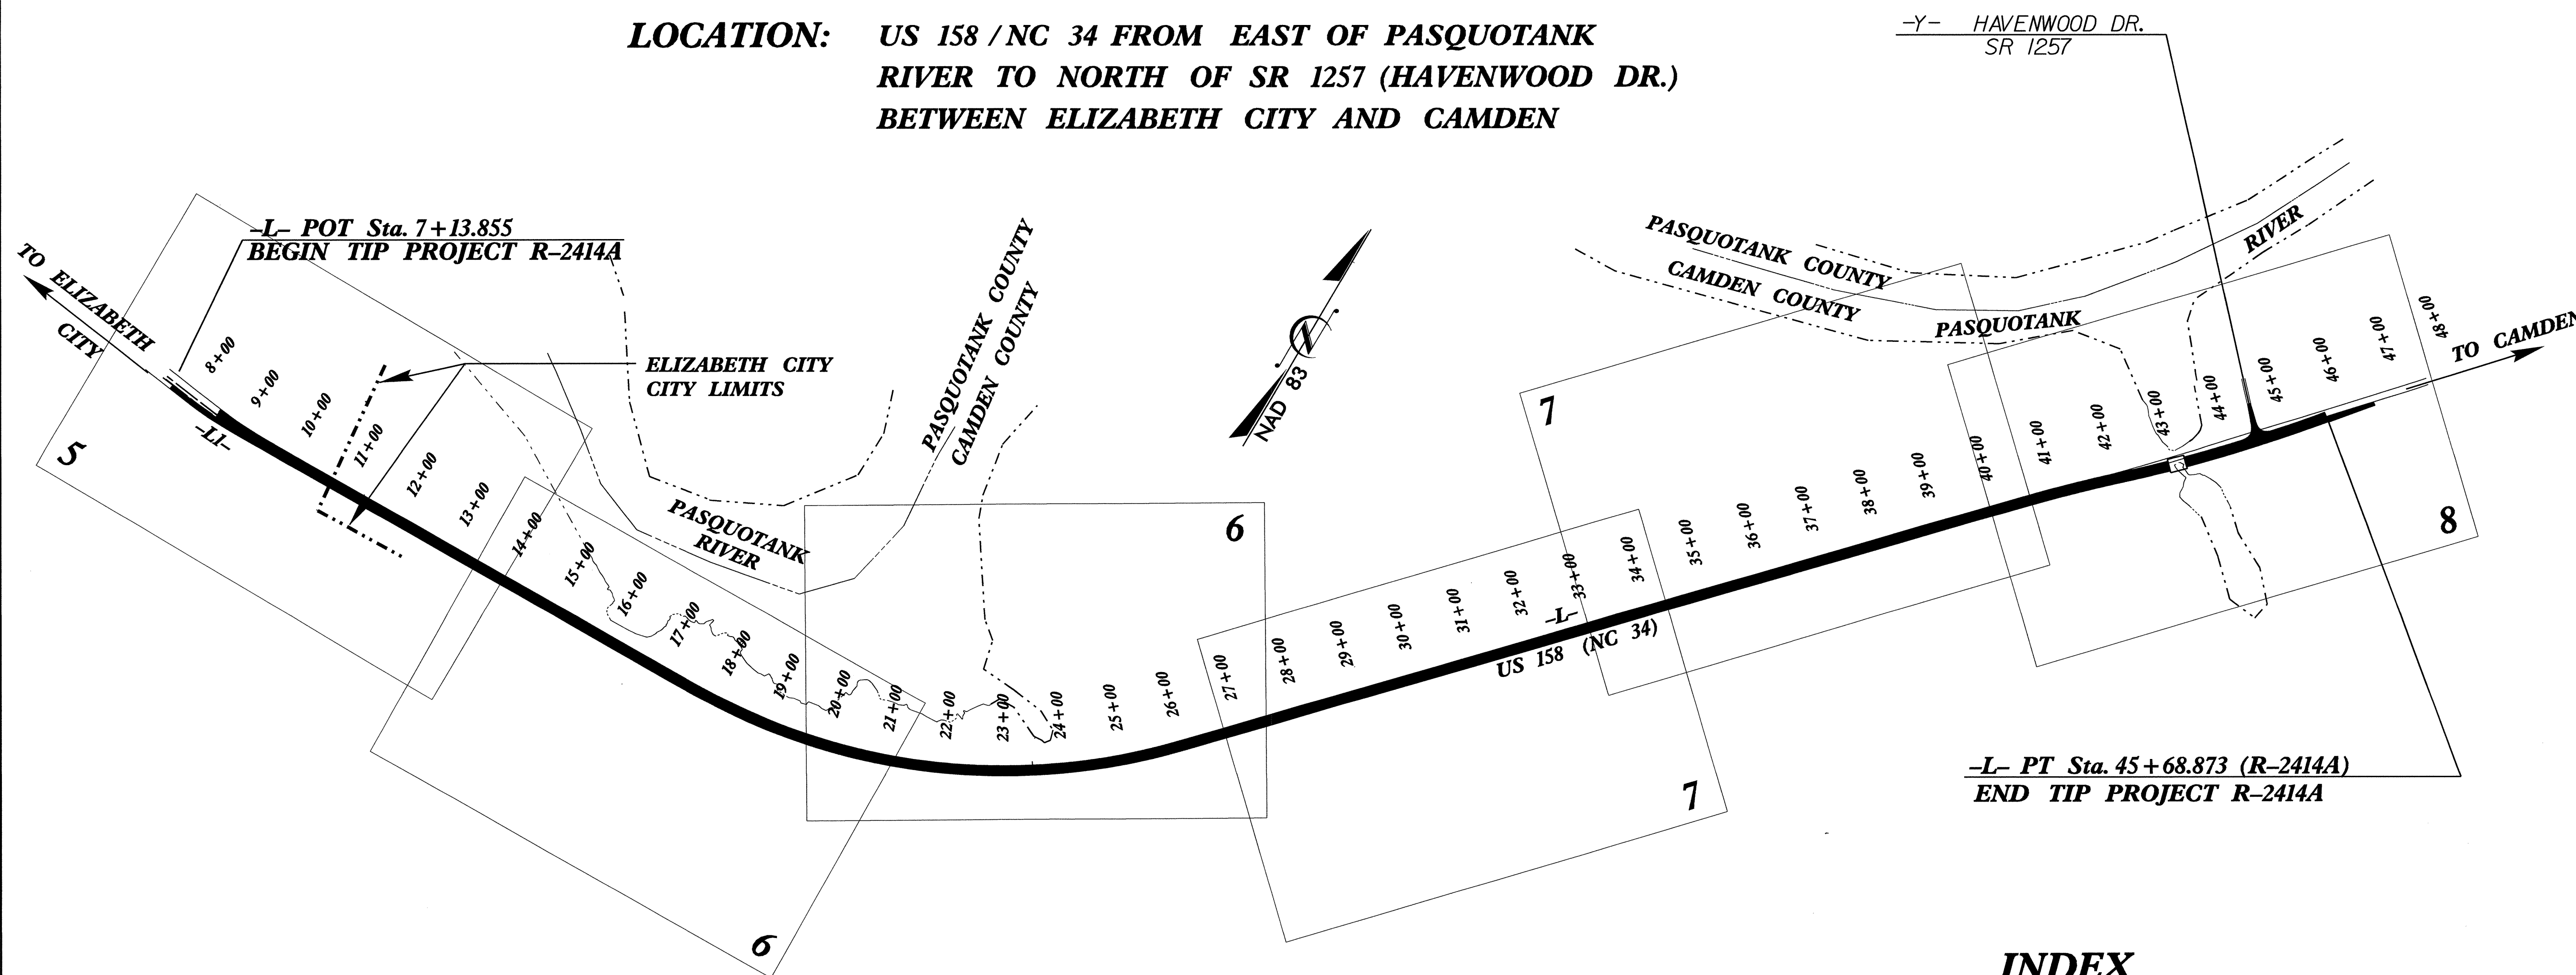 LOCATION: US 158 / NC 34 FROM EAST OF PASQUOTANK
RIVER TO NORTH OF SR 1257 (HAVENWOOD DR.)
BETWEEN ELIZABETH CITY AND CAMDEN
-Y- HAVENWOOD DR.
SR 1257
-L- POT Sta. 7+13.855
BEGIN TIP PROJECT R-2414A
TO ELIZABETH
CITY
ELIZABETH CITY
CITY LIMITS
PASQUOTANK COUNTY
CAMDEN COUNTY
PASQUOTANK
RIVER
NAD 83
N
PASQUOTANK COUNTY
CAMDEN COUNTY
PASQUOTANK
RIVER
TO CAMDEN
-L1-
5
6
6
7
7
8
8+00
9+00
10+00
11+00
12+00
13+00
14+00
15+00
16+00
17+00
18+00
19+00
20+00
21+00
22+00
23+00
24+00
25+00
26+00
27+00
28+00
29+00
30+00
31+00
32+00
33+00
34+00
35+00
36+00
37+00
38+00
39+00
40+00
41+00
42+00
43+00
44+00
45+00
46+00
47+00
48+00
-L-
US 158 (NC 34)
-L- PT Sta. 45+68.873 (R-2414A)
END TIP PROJECT R-2414A
INDEX